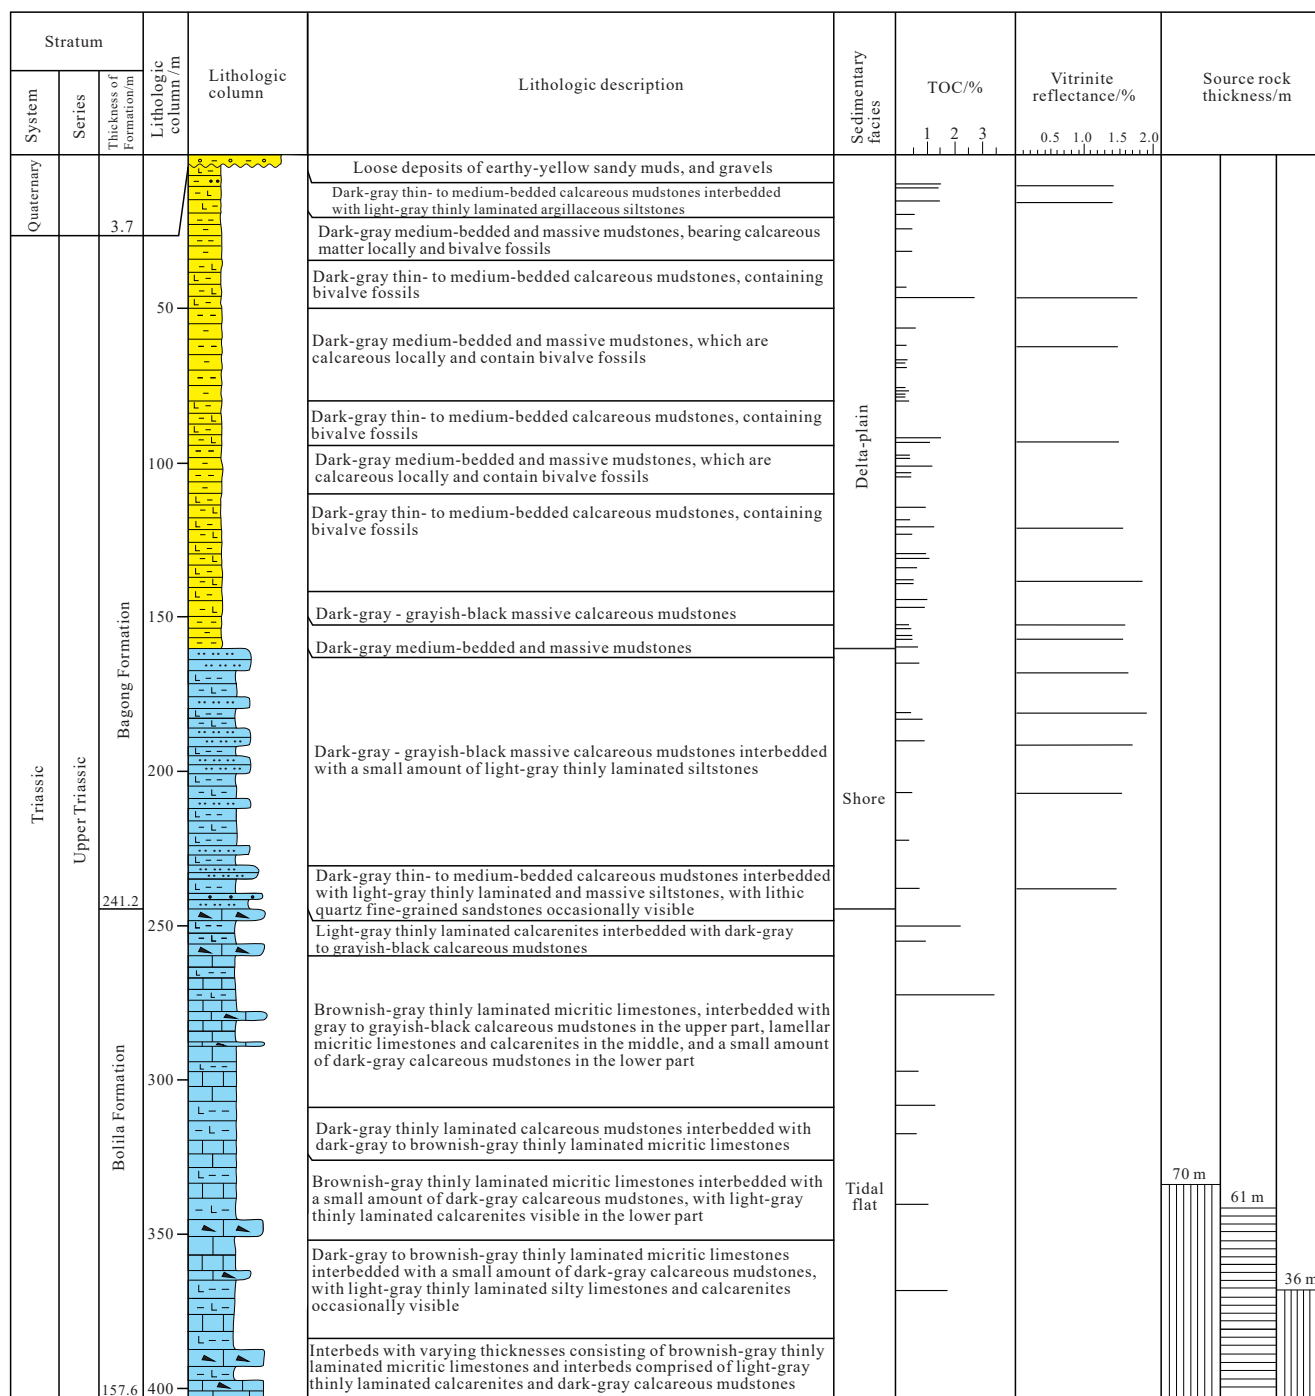 Stratum
System
Series
Thickness of
Formation/m
Lithologic
column/m
Lithologic
column
Lithologic description
Sedimentary
facies
TOC/%
1 2 3
Vitrinite
reflectance/%
0.5 1.0 1.5 2.0
Source rock
thickness/m
Quaternary
3.7
Triassic
Upper Triassic
Bagong Formation
241.2
Bolila Formation
157.6
50
100
150
200
250
300
350
400
Loose deposits of earthy-yellow sandy muds, and gravels
Dark-gray thin- to medium-bedded calcareous mudstones interbedded
with light-gray thinly laminated argillaceous siltstones
Dark-gray medium-bedded and massive mudstones, bearing calcareous
matter locally and bivalve fossils
Dark-gray thin- to medium-bedded calcareous mudstones, containing
bivalve fossils
Dark-gray medium-bedded and massive mudstones, which are
calcareous locally and contain bivalve fossils
Dark-gray thin- to medium-bedded calcareous mudstones, containing
bivalve fossils
Dark-gray medium-bedded and massive mudstones, which are
calcareous locally and contain bivalve fossils
Dark-gray thin- to medium-bedded calcareous mudstones, containing
bivalve fossils
Dark-gray - grayish-black massive calcareous mudstones
Dark-gray medium-bedded and massive mudstones
Dark-gray - grayish-black massive calcareous mudstones interbedded
with a small amount of light-gray thinly laminated siltstones
Dark-gray thin- to medium-bedded calcareous mudstones interbedded
with light-gray thinly laminated and massive siltstones, with lithic
quartz fine-grained sandstones occasionally visible
Light-gray thinly laminated calcarenites interbedded with dark-gray
to grayish-black calcareous mudstones
Brownish-gray thinly laminated micritic limestones, interbedded with
gray to grayish-black calcareous mudstones in the upper part, lamellar
micritic limestones and calcarenites in the middle, and a small amount
of dark-gray calcareous mudstones in the lower part
Dark-gray thinly laminated calcareous mudstones interbedded with
dark-gray to brownish-gray thinly laminated micritic limestones
Brownish-gray thinly laminated micritic limestones interbedded with
a small amount of dark-gray calcareous mudstones, with light-gray
thinly laminated calcarenites visible in the lower part
Dark-gray to brownish-gray thinly laminated micritic limestones
interbedded with a small amount of dark-gray calcareous mudstones,
with light-gray thinly laminated silty limestones and calcarenites
occasionally visible
Interbeds with varying thicknesses consisting of brownish-gray thinly
laminated micritic limestones and interbeds comprised of light-gray
thinly laminated calcarenites and dark-gray calcareous mudstones
Delta-plain
Shore
Tidal
flat
70 m
61 m
36 m